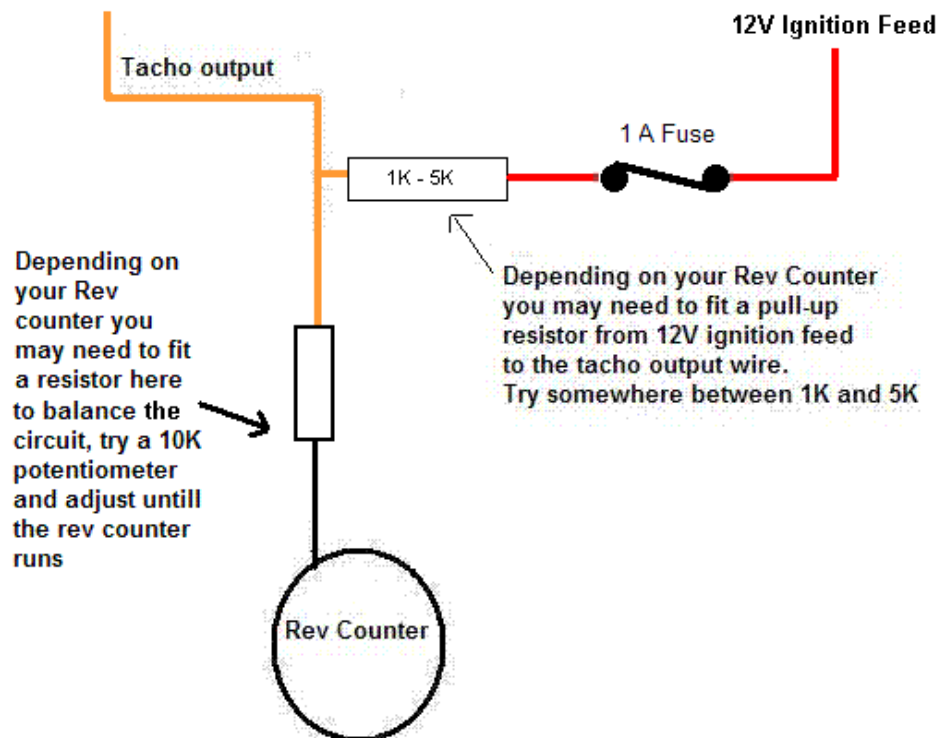 12V Ignition Feed
Tacho output
1 A Fuse
1K - 5K
Depending on
your Rev
counter you
may need to fit
a resistor here
to balance the
circuit, try a 10K
potentiometer
and adjust untill
the rev counter
runs
Depending on your Rev Counter
you may need to fit a pull-up
resistor from 12V ignition feed
to the tacho output wire.
Try somewhere between 1K and 5K
Rev Counter